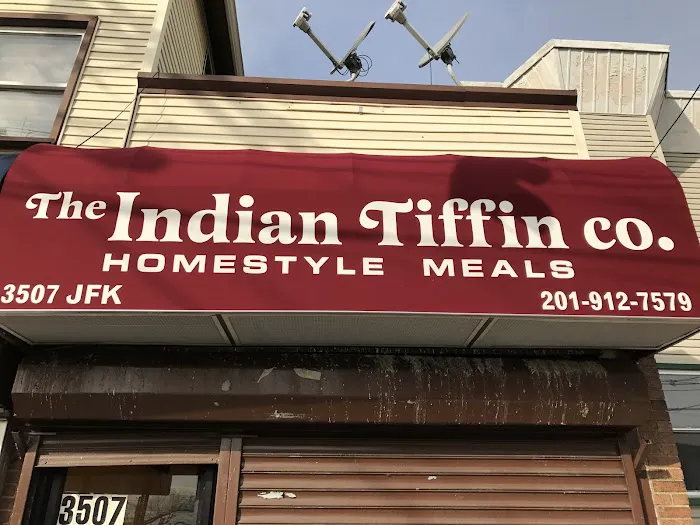 The Indian Tiffin co.
HOMESTYLE MEALS
3507 JFK
201-912-7579
3507